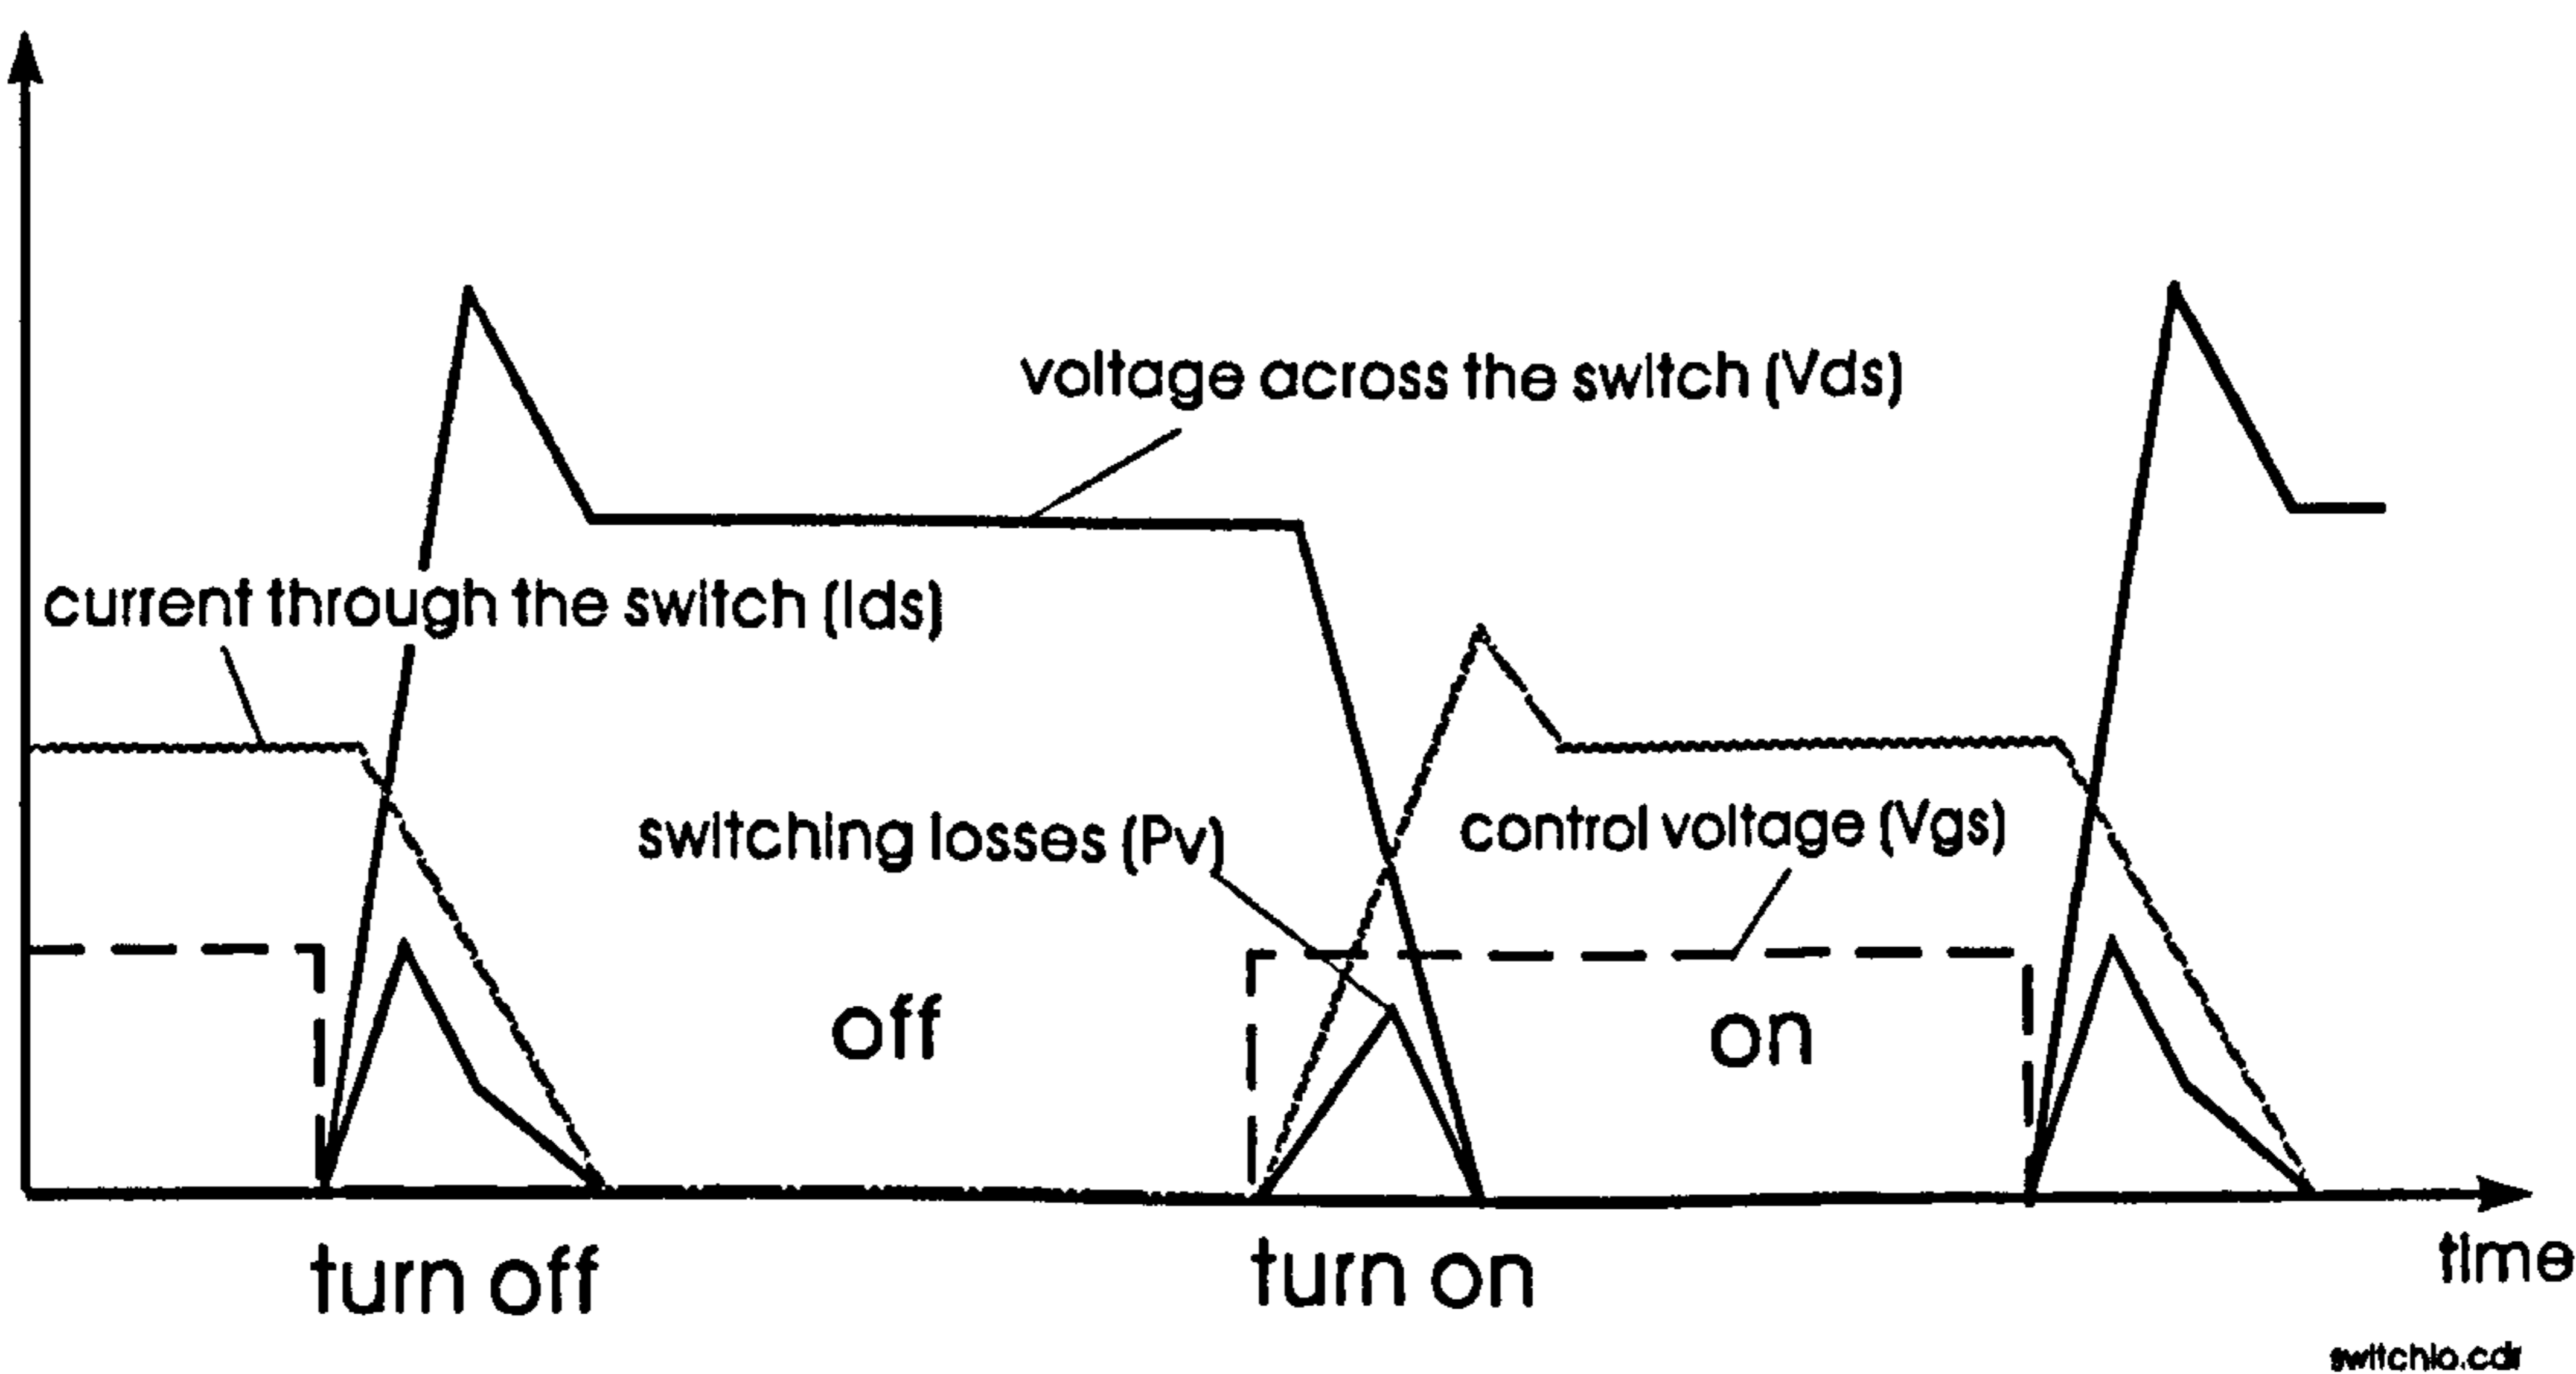 voltage across the switch (Vds)
current through the switch (Ids)
switching losses (Pv)
control voltage (Vgs)
off
on
turn off
turn on
time
switchlo.cdr